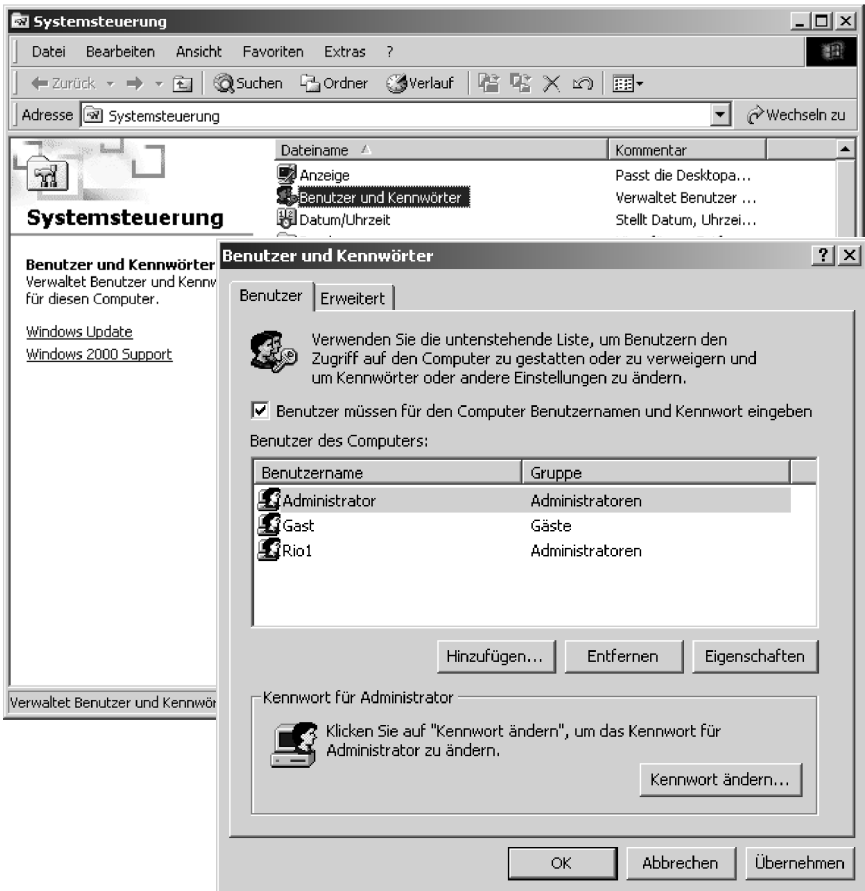 Systemsteuerung
Datei Bearbeiten Ansicht Favoriten Extras ?
Zurück Suchen Ordner Verlauf
Adresse Systemsteuerung Wechseln zu
Systemsteuerung
Benutzer und Kennwörter
Verwaltet Benutzer und Kennw
für diesen Computer.
Windows Update
Windows 2000 Support
Dateiname Kommentar
Anzeige Passt die Desktopa...
Benutzer und Kennwörter Verwaltet Benutzer ...
Datum/Uhrzeit Stellt Datum, Uhrzei...
Verwaltet Benutzer und Kennwör
Benutzer und Kennwörter
Benutzer Erweitert
Verwenden Sie die untenstehende Liste, um Benutzern den
Zugriff auf den Computer zu gestatten oder zu verweigern und
um Kennwörter oder andere Einstellungen zu ändern.
Benutzer müssen für den Computer Benutzernamen und Kennwort eingeben
Benutzer des Computers:
Benutzername Gruppe
Administrator Administratoren
Gast Gäste
Rio1 Administratoren
Hinzufügen... Entfernen Eigenschaften
Kennwort für Administrator
Klicken Sie auf "Kennwort ändern", um das Kennwort für
Administrator zu ändern.
Kennwort ändern...
OK Abbrechen Übernehmen